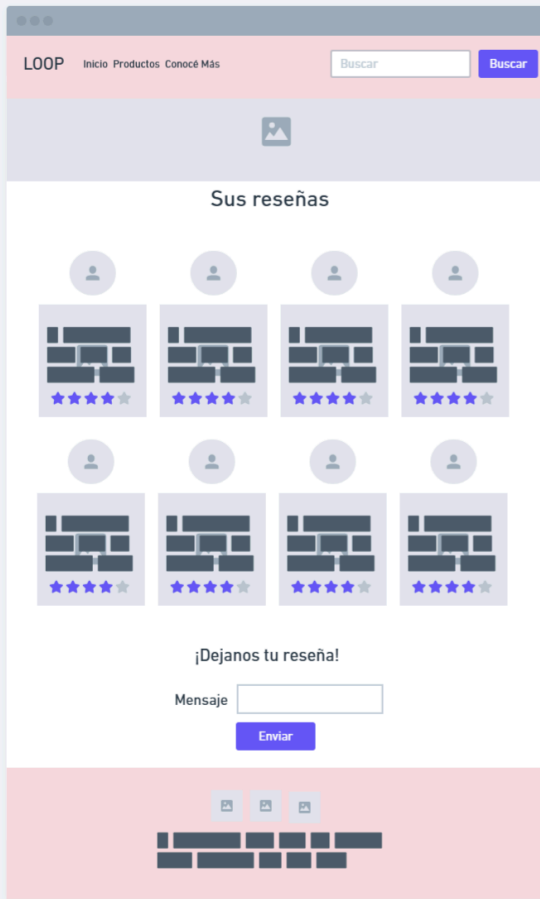 LOOP Inicio Productos Conocé Más Buscar Buscar
Sus reseñas
¡Dejanos tu reseña!
Mensaje
Enviar